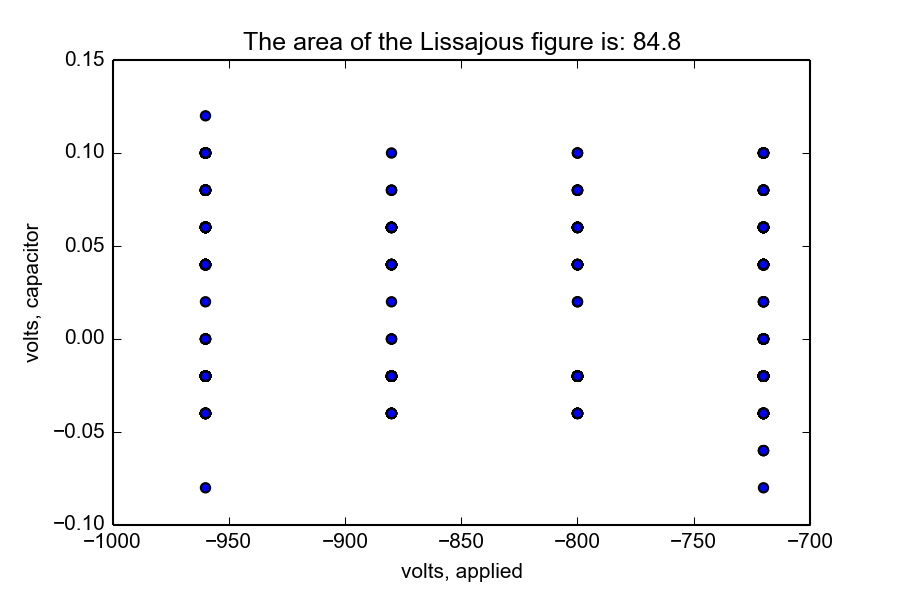 The area of the Lissajous figure is: 84.8
0.15
0.10
0.05
0.00
−0.05
−0.10
−1000 −950 −900 −850 −800 −750 −700
volts, applied
volts, capacitor